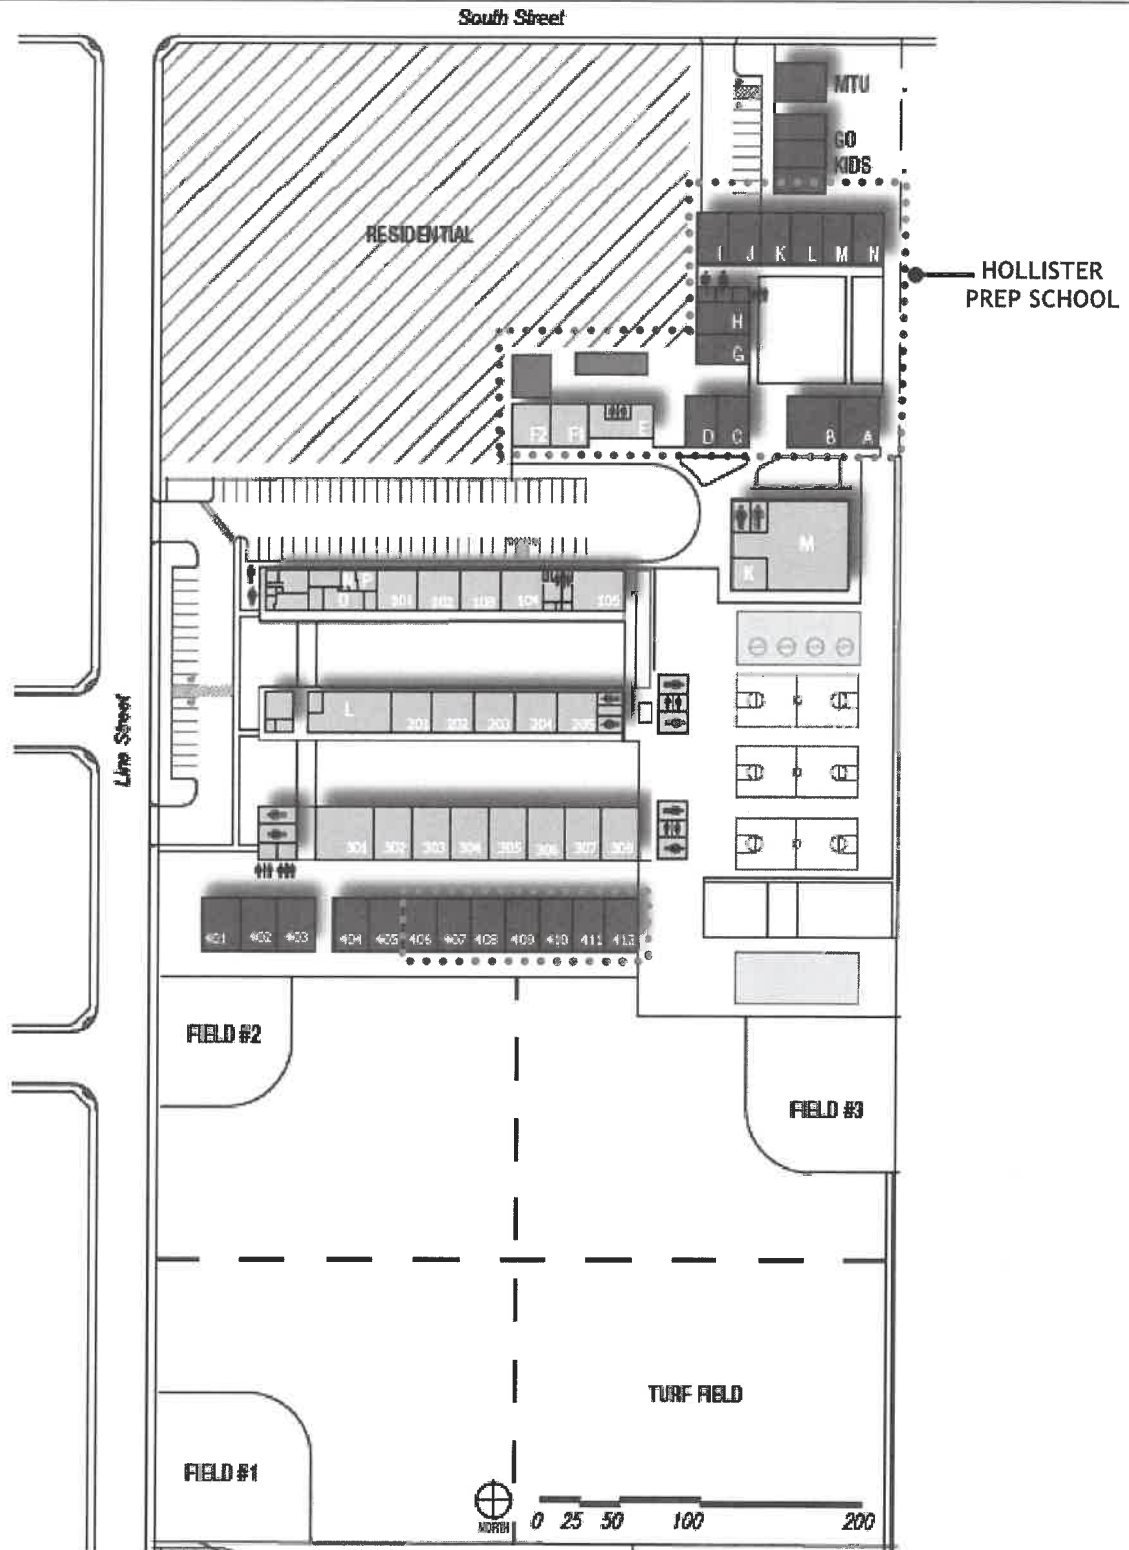 South Street
MTU
GO
KIDS
RESIDENTIAL
I J K L M N
HOLLISTER
PREP SCHOOL
H
G
F2 F1 E D C B A
M
K
O P 101 102 103 104 105
Line Street
L 201 202 203 204 205
301 302 303 304 305 306 307 308
401 402 403 404 405 406 407 408 409 410 411 412
FIELD #2
FIELD #3
TURF FIELD
FIELD #1
NORTH
0 25 50 100 200